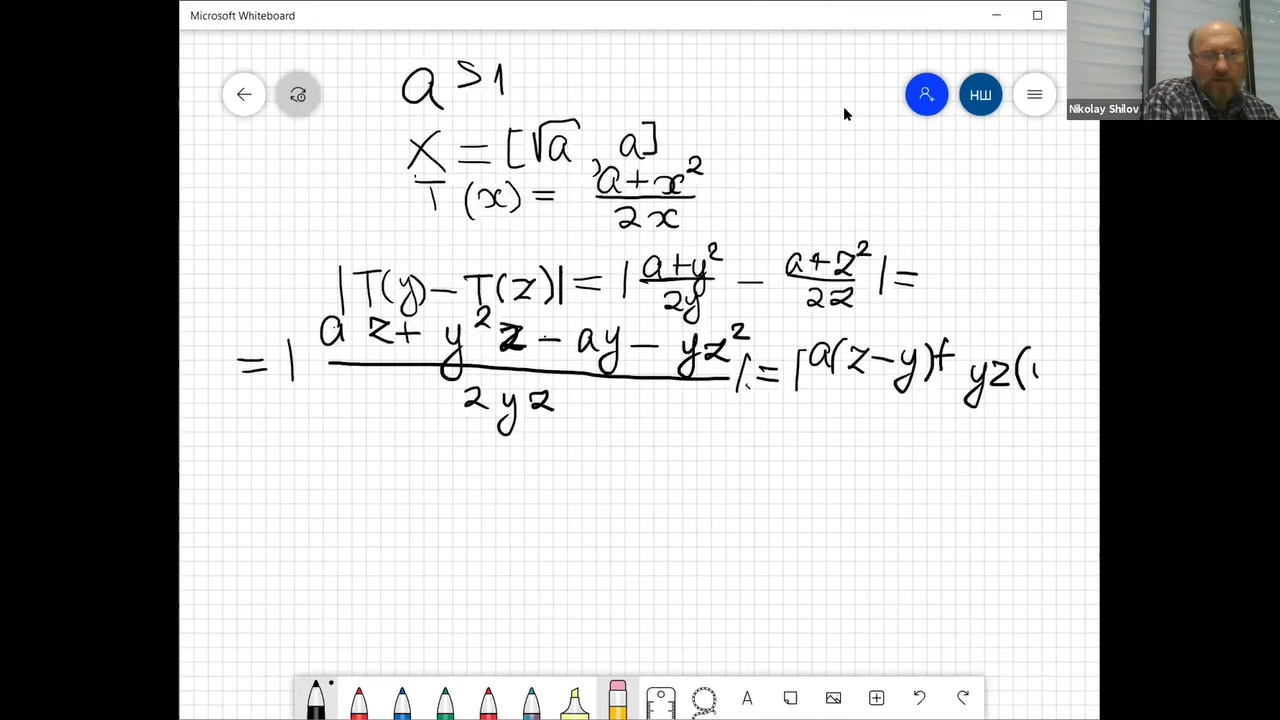 Microsoft Whiteboard
a > 1
X = [√a, a]
T(x) = (a + x²) / 2x
|T(y) - T(z)| = |(a + y²) / 2y - (a + z²) / 2z| =
= |(az + y²z - ay - yz²) / 2yz| = |a(z - y) + yz(
НШ
Nikolay Shilov
A